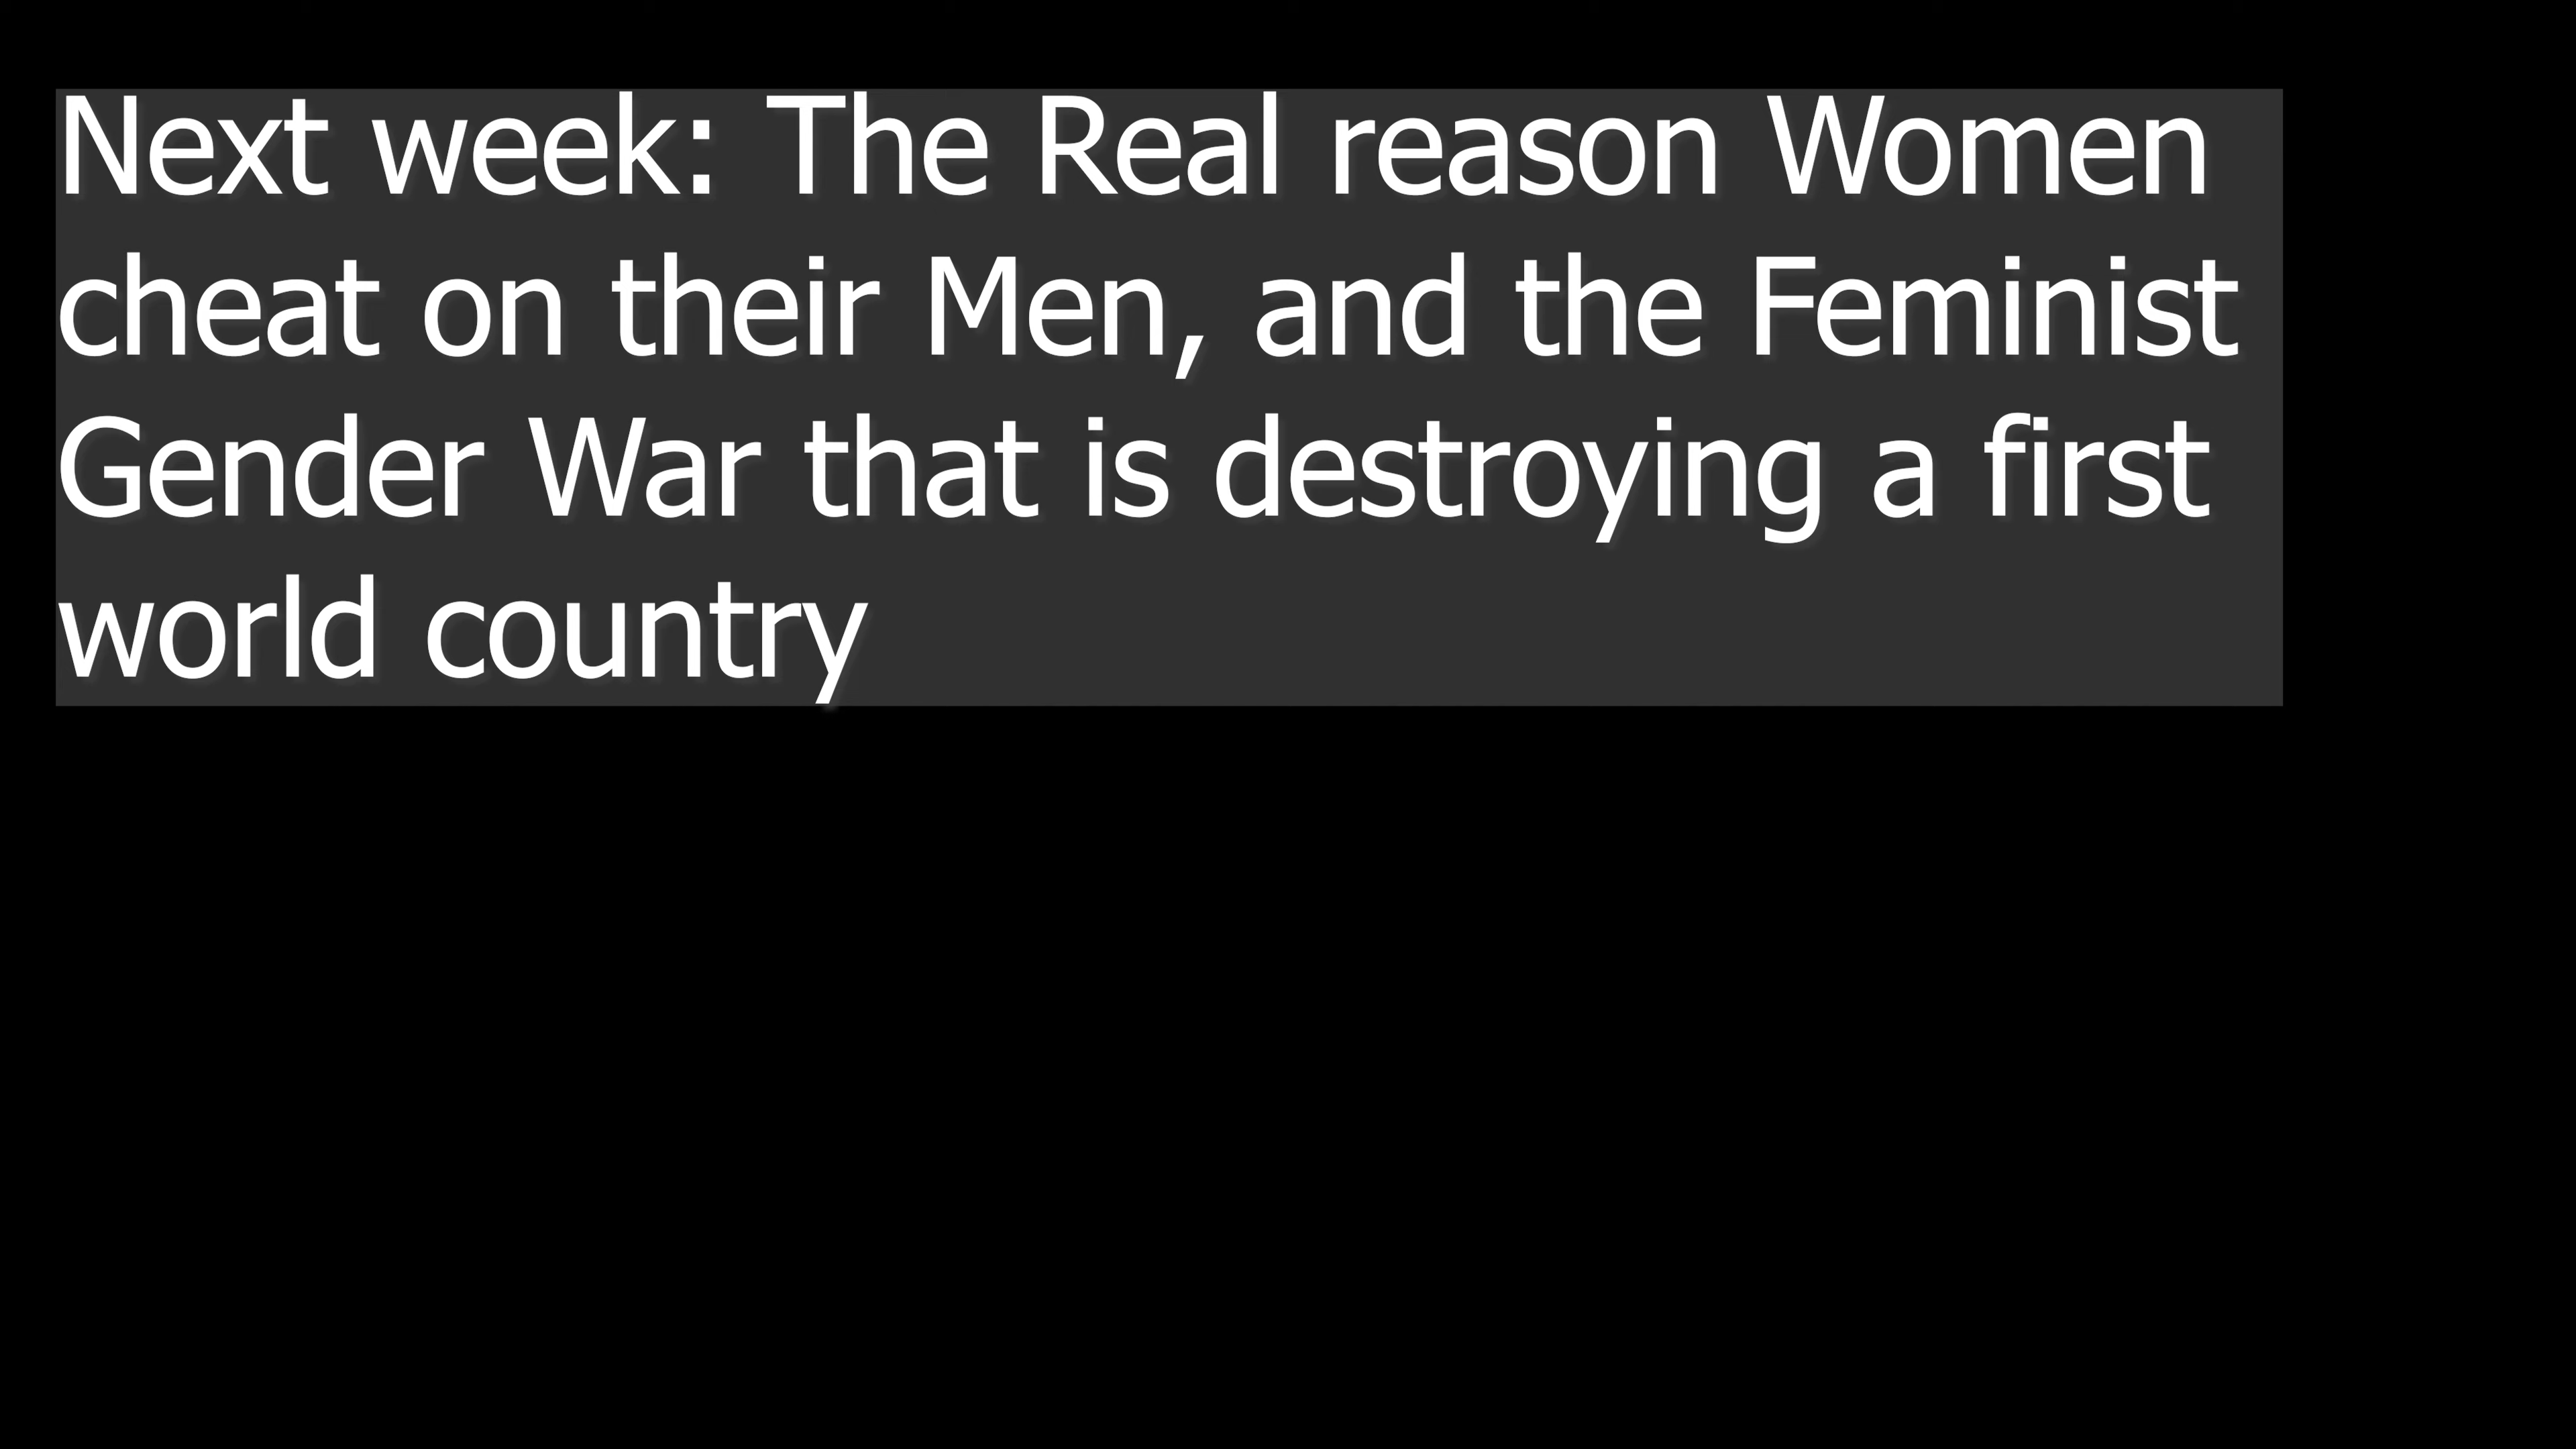 Next week: The Real reason Women
cheat on their Men, and the Feminist
Gender War that is destroying a first
world country